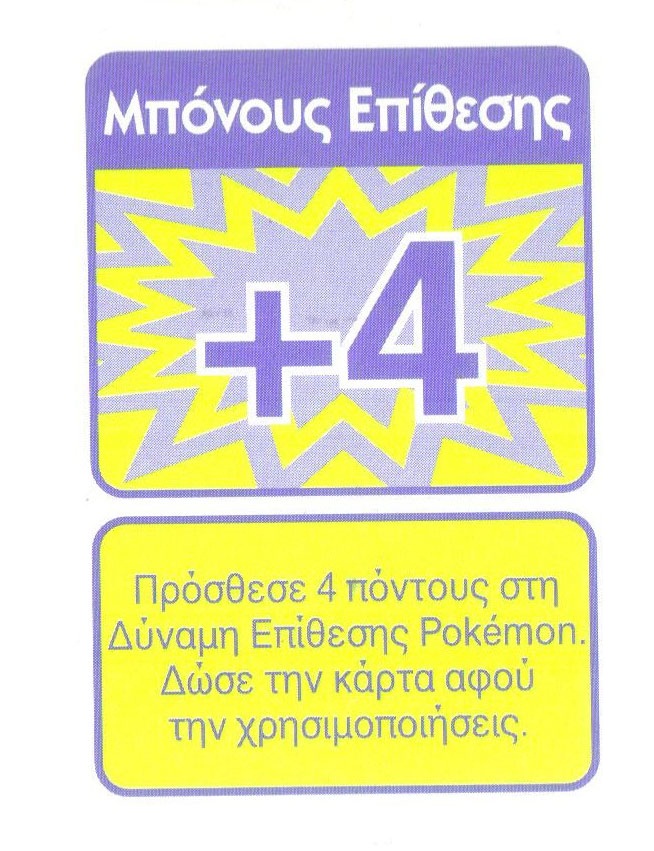 Μπόνους Επίθεσης
+4
Πρόσθεσε 4 πόντους στη
Δύναμη Επίθεσης Pokémon.
Δώσε την κάρτα αφού
την χρησιμοποιήσεις.